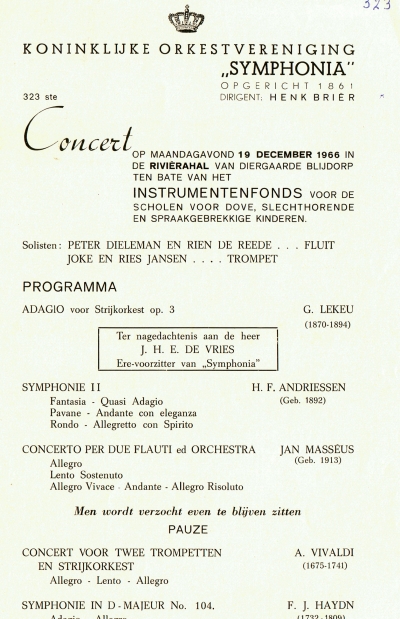 323
KONINKLIJKE ORKESTVERENIGING
„SYMPHONIA"
OPGERICHT 1861
323 ste DIRIGENT: HENK BRIËR
Concert
OP MAANDAGAVOND 19 DECEMBER 1966 IN
DE RIVIÈRAHAL VAN DIERGAARDE BLIJDORP
TEN BATE VAN HET
INSTRUMENTENFONDS VOOR DE
SCHOLEN VOOR DOVE, SLECHTHORENDE
EN SPRAAKGEBREKKIGE KINDEREN.
Solisten: PETER DIELEMAN EN RIEN DE REEDE . . . FLUIT
JOKE EN RIES JANSEN . . . . TROMPET
PROGRAMMA
ADAGIO voor Strijkorkest op. 3 G. LEKEU
(1870-1894)
Ter nagedachtenis aan de heer
J. H. E. DE VRIES
Ere-voorzitter van „Symphonia"
SYMPHONIE II H. F. ANDRIESSEN
Fantasia - Quasi Adagio (Geb. 1892)
Pavane - Andante con eleganza
Rondo - Allegretto con Spirito
CONCERTO PER DUE FLAUTI ed ORCHESTRA JAN MASSÉUS
Allegro (Geb. 1913)
Lento Sostenuto
Allegro Vivace - Andante - Allegro Risoluto
Men wordt verzocht even te blijven zitten
PAUZE
CONCERT VOOR TWEE TROMPETTEN A. VIVALDI
EN STRIJKORKEST (1675-1741)
Allegro - Lento - Allegro
SYMPHONIE IN D-MAJEUR No. 104. F. J. HAYDN
Adagio - Allegro (1732-1809)